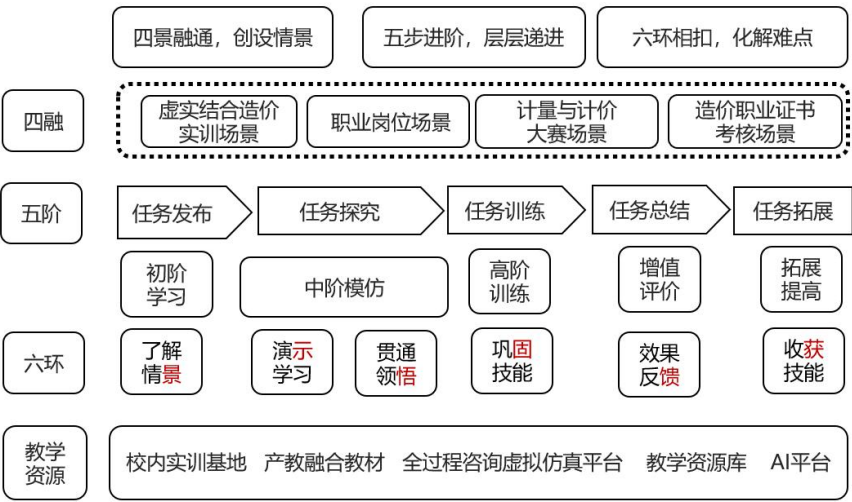 四景融通，创设情景
五步进阶，层层递进
六环相扣，化解难点
四融
虚实结合造价
实训场景
职业岗位场景
计量与计价
大赛场景
造价职业证书
考核场景
五阶
任务发布
任务探究
任务训练
任务总结
任务拓展
初阶
学习
中阶模仿
高阶
训练
增值
评价
拓展
提高
六环
了解
情景
演示
学习
贯通
领悟
巩固
技能
效果
反馈
收获
技能
教学
资源
校内实训基地 产教融合教材 全过程咨询虚拟仿真平台 教学资源库 AI平台